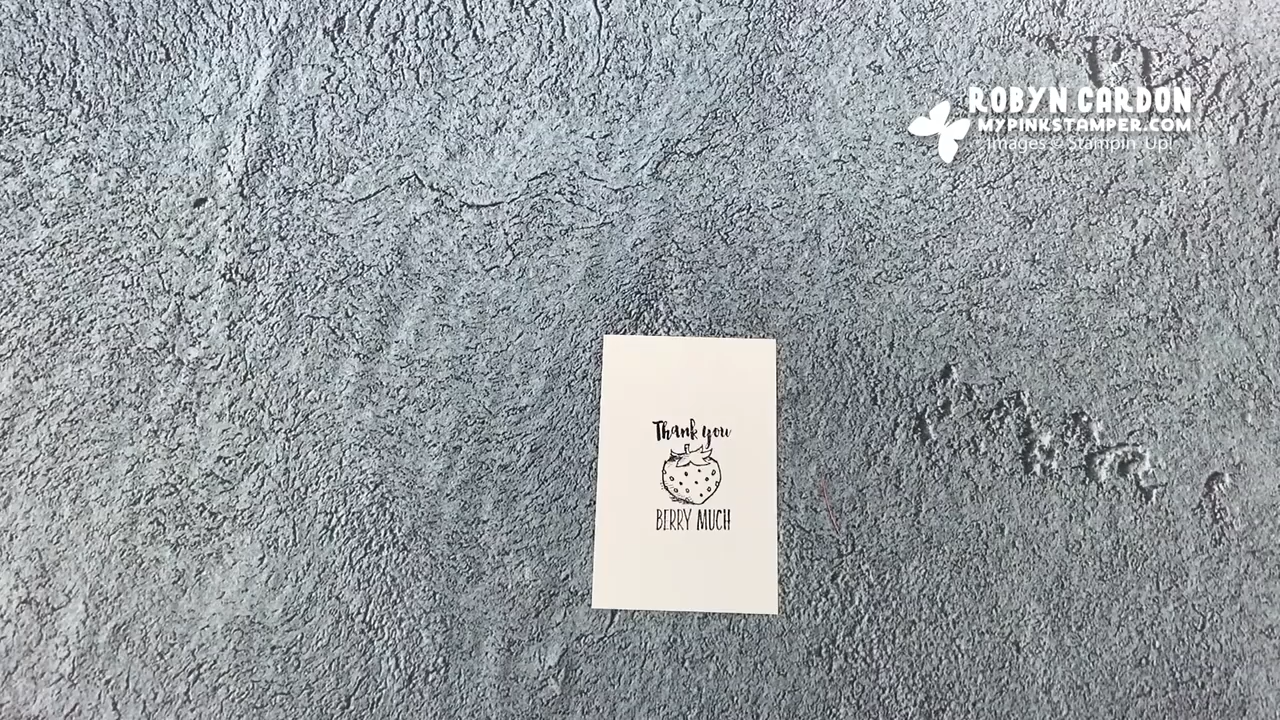 ROBYN CARDON
MYPINKSTAMPER.COM
Images © Stampin' Up!
Thank you
BERRY MUCH